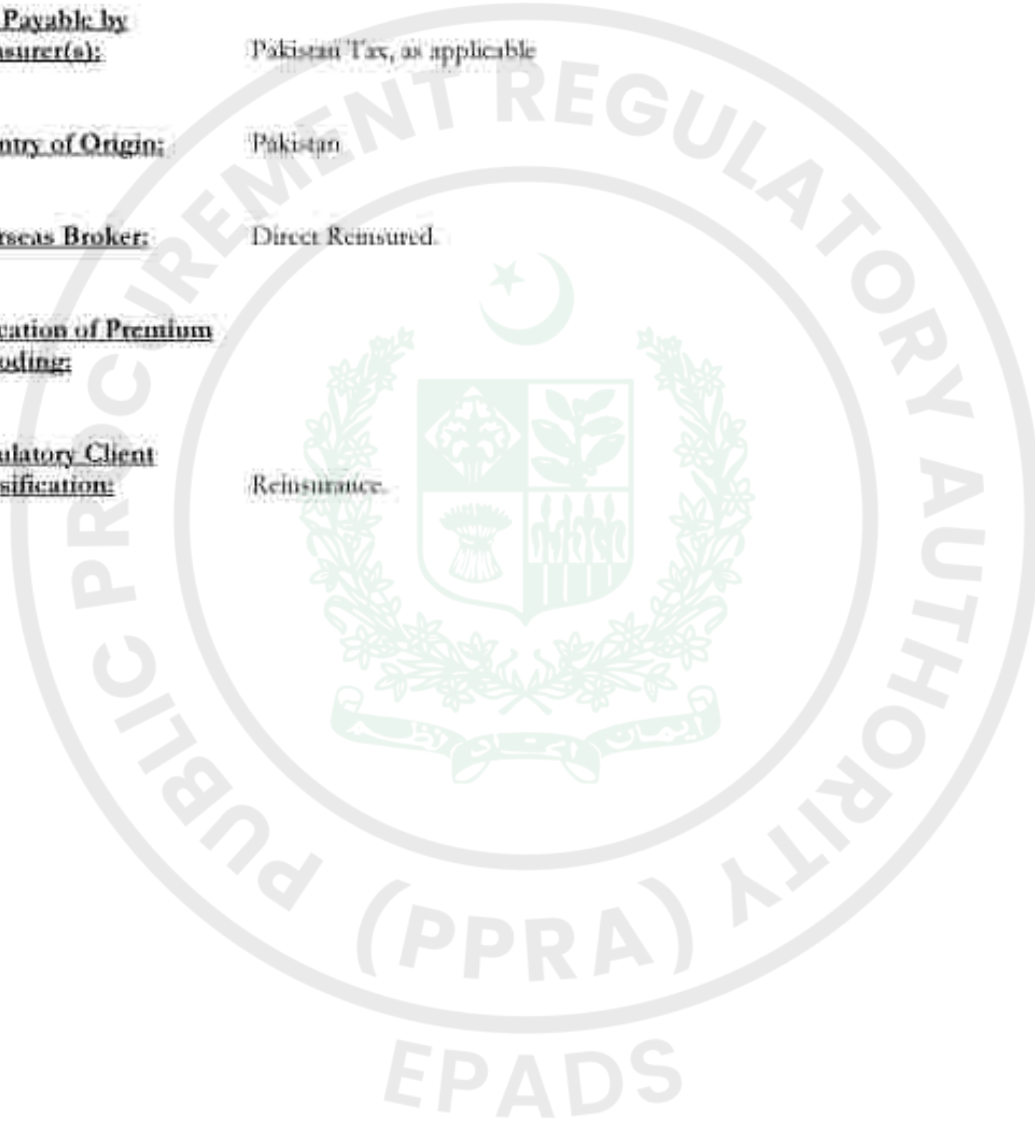 Payable by
surer(s):
Pakistan Tax, as applicable
ntry of Origin:
Pakistan
rseas Broker:
Direct Reinsured.
cation of Premium
oding:
ulatory Client
sification:
Reinsurance.
PUBLIC PROCUREMENT REGULATORY AUTHORITY
(PPRA)
EPADS